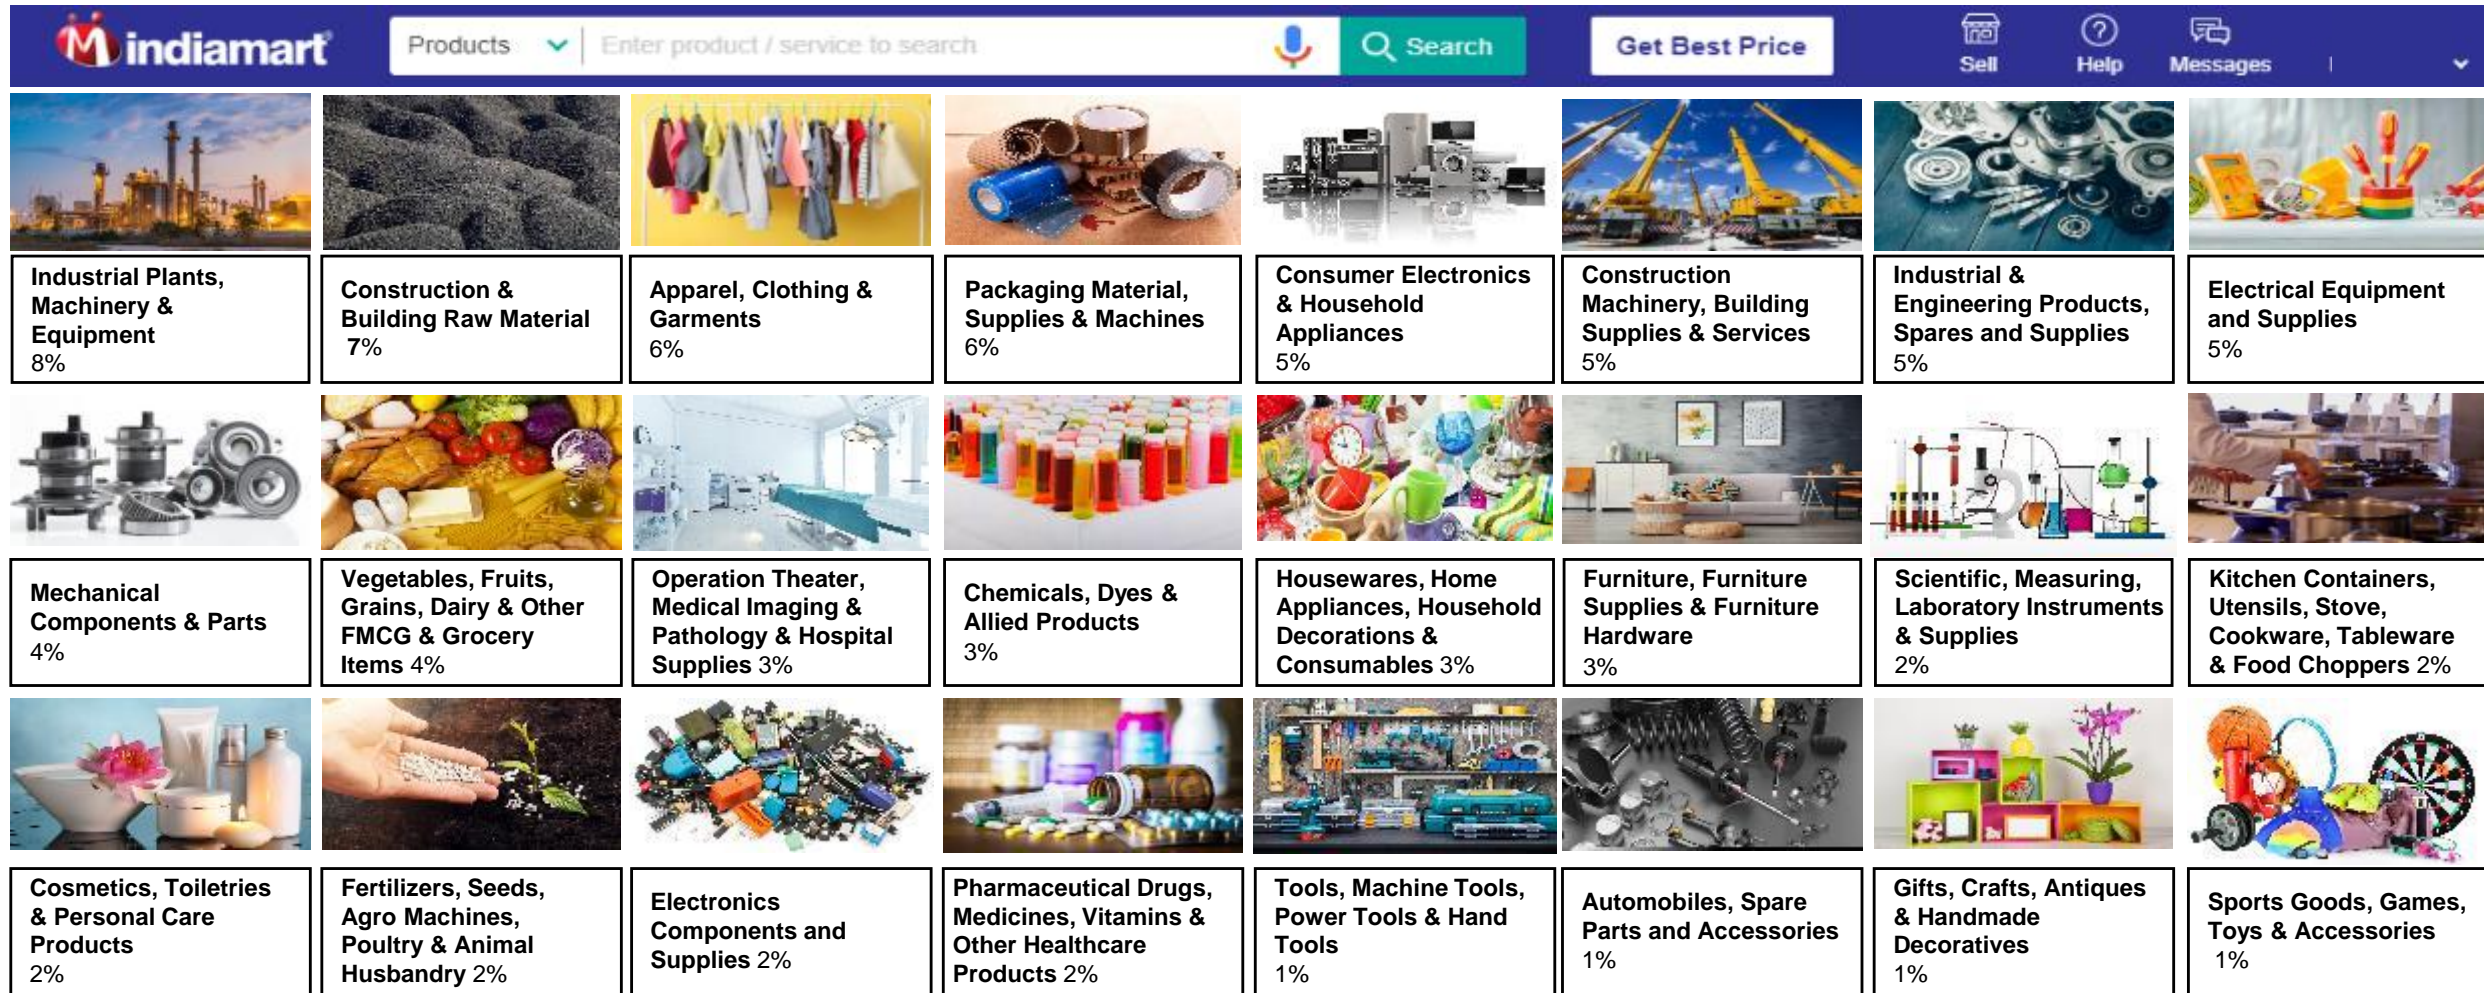 indiamart
Products
Enter product / service to search
Search
Get Best Price
Sell
Help
Messages
Industrial Plants,
Machinery &
Equipment
8%
Construction &
Building Raw Material
7%
Apparel, Clothing &
Garments
6%
Packaging Material,
Supplies & Machines
6%
Consumer Electronics
& Household
Appliances
5%
Construction
Machinery, Building
Supplies & Services
5%
Industrial &
Engineering Products,
Spares and Supplies
5%
Electrical Equipment
and Supplies
5%
Mechanical
Components & Parts
4%
Vegetables, Fruits,
Grains, Dairy & Other
FMCG & Grocery
Items 4%
Operation Theater,
Medical Imaging &
Pathology & Hospital
Supplies 3%
Chemicals, Dyes &
Allied Products
3%
Housewares, Home
Appliances, Household
Decorations &
Consumables 3%
Furniture, Furniture
Supplies & Furniture
Hardware
3%
Scientific, Measuring,
Laboratory Instruments
& Supplies
2%
Kitchen Containers,
Utensils, Stove,
Cookware, Tableware
& Food Choppers 2%
Cosmetics, Toiletries
& Personal Care
Products
2%
Fertilizers, Seeds,
Agro Machines,
Poultry & Animal
Husbandry 2%
Electronics
Components and
Supplies 2%
Pharmaceutical Drugs,
Medicines, Vitamins &
Other Healthcare
Products 2%
Tools, Machine Tools,
Power Tools & Hand
Tools
1%
Automobiles, Spare
Parts and Accessories
1%
Gifts, Crafts, Antiques
& Handmade
Decoratives
1%
Sports Goods, Games,
Toys & Accessories
1%